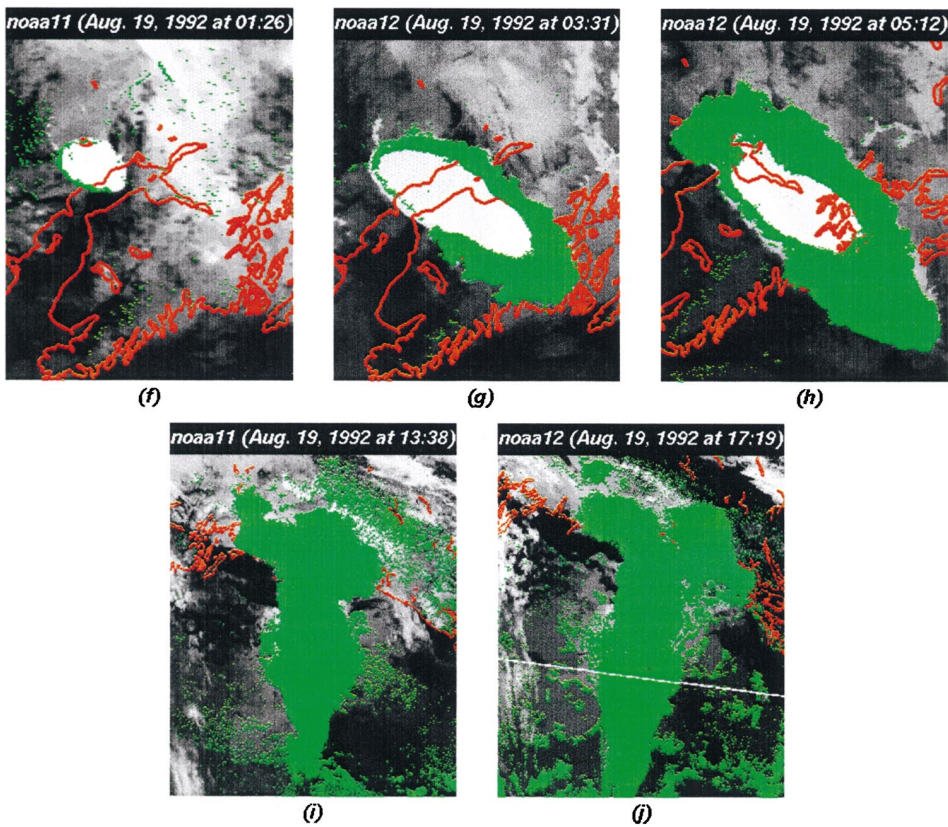 noaa11 (Aug. 19, 1992 at 01:26)
noaa12 (Aug. 19, 1992 at 03:31)
noaa12 (Aug. 19, 1992 at 05:12)
(f)
(g)
(h)
noaa11 (Aug. 19, 1992 at 13:38)
noaa12 (Aug. 19, 1992 at 17:19)
(i)
(j)